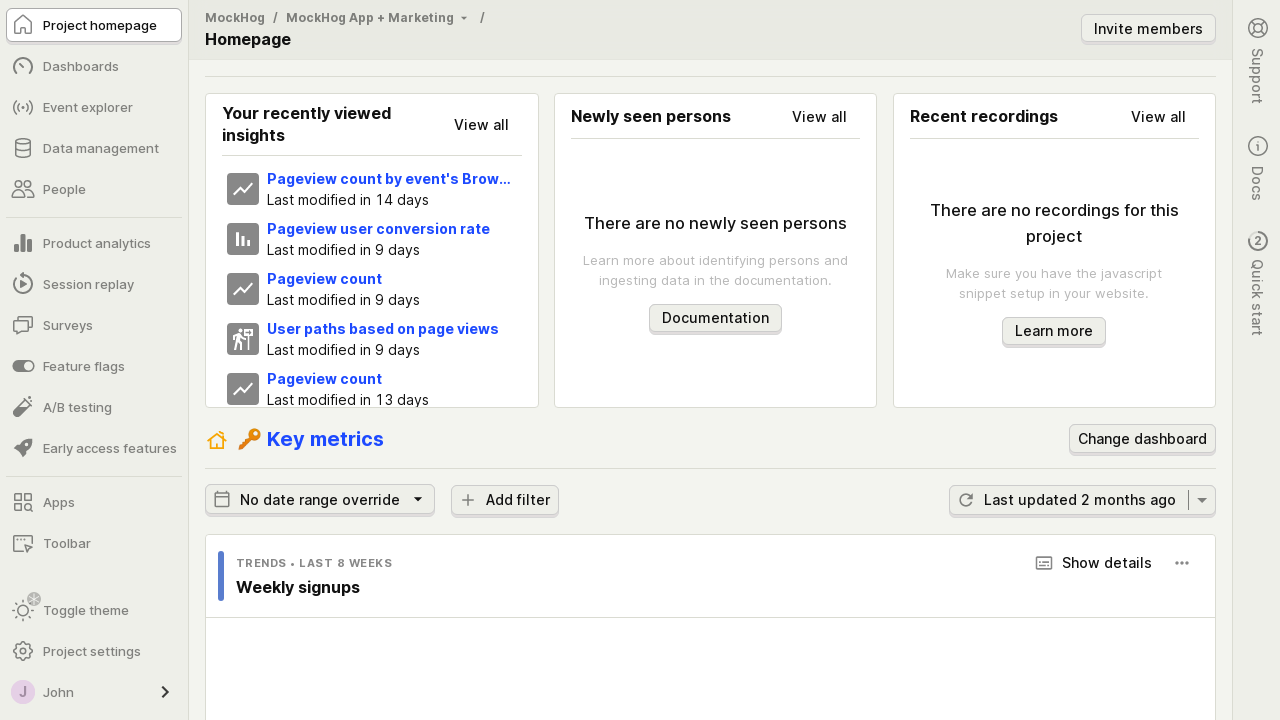 Project homepage
Dashboards
Event explorer
Data management
People
Product analytics
Session replay
Surveys
Feature flags
A/B testing
Early access features
Apps
Toolbar
Toggle theme
Project settings
J John
MockHog / MockHog App + Marketing /
Homepage
Invite members
Your recently viewed
insights
View all
Pageview count by event's Brow...
Last modified in 14 days
Pageview user conversion rate
Last modified in 9 days
Pageview count
Last modified in 9 days
User paths based on page views
Last modified in 9 days
Pageview count
Last modified in 13 days
Newly seen persons View all
There are no newly seen persons
Learn more about identifying persons and
ingesting data in the documentation.
Documentation
Recent recordings View all
There are no recordings for this
project
Make sure you have the javascript
snippet setup in your website.
Learn more
Key metrics
Change dashboard
No date range override
Add filter
Last updated 2 months ago
TRENDS • LAST 8 WEEKS
Weekly signups
Show details
Support
Docs
2
Quick start